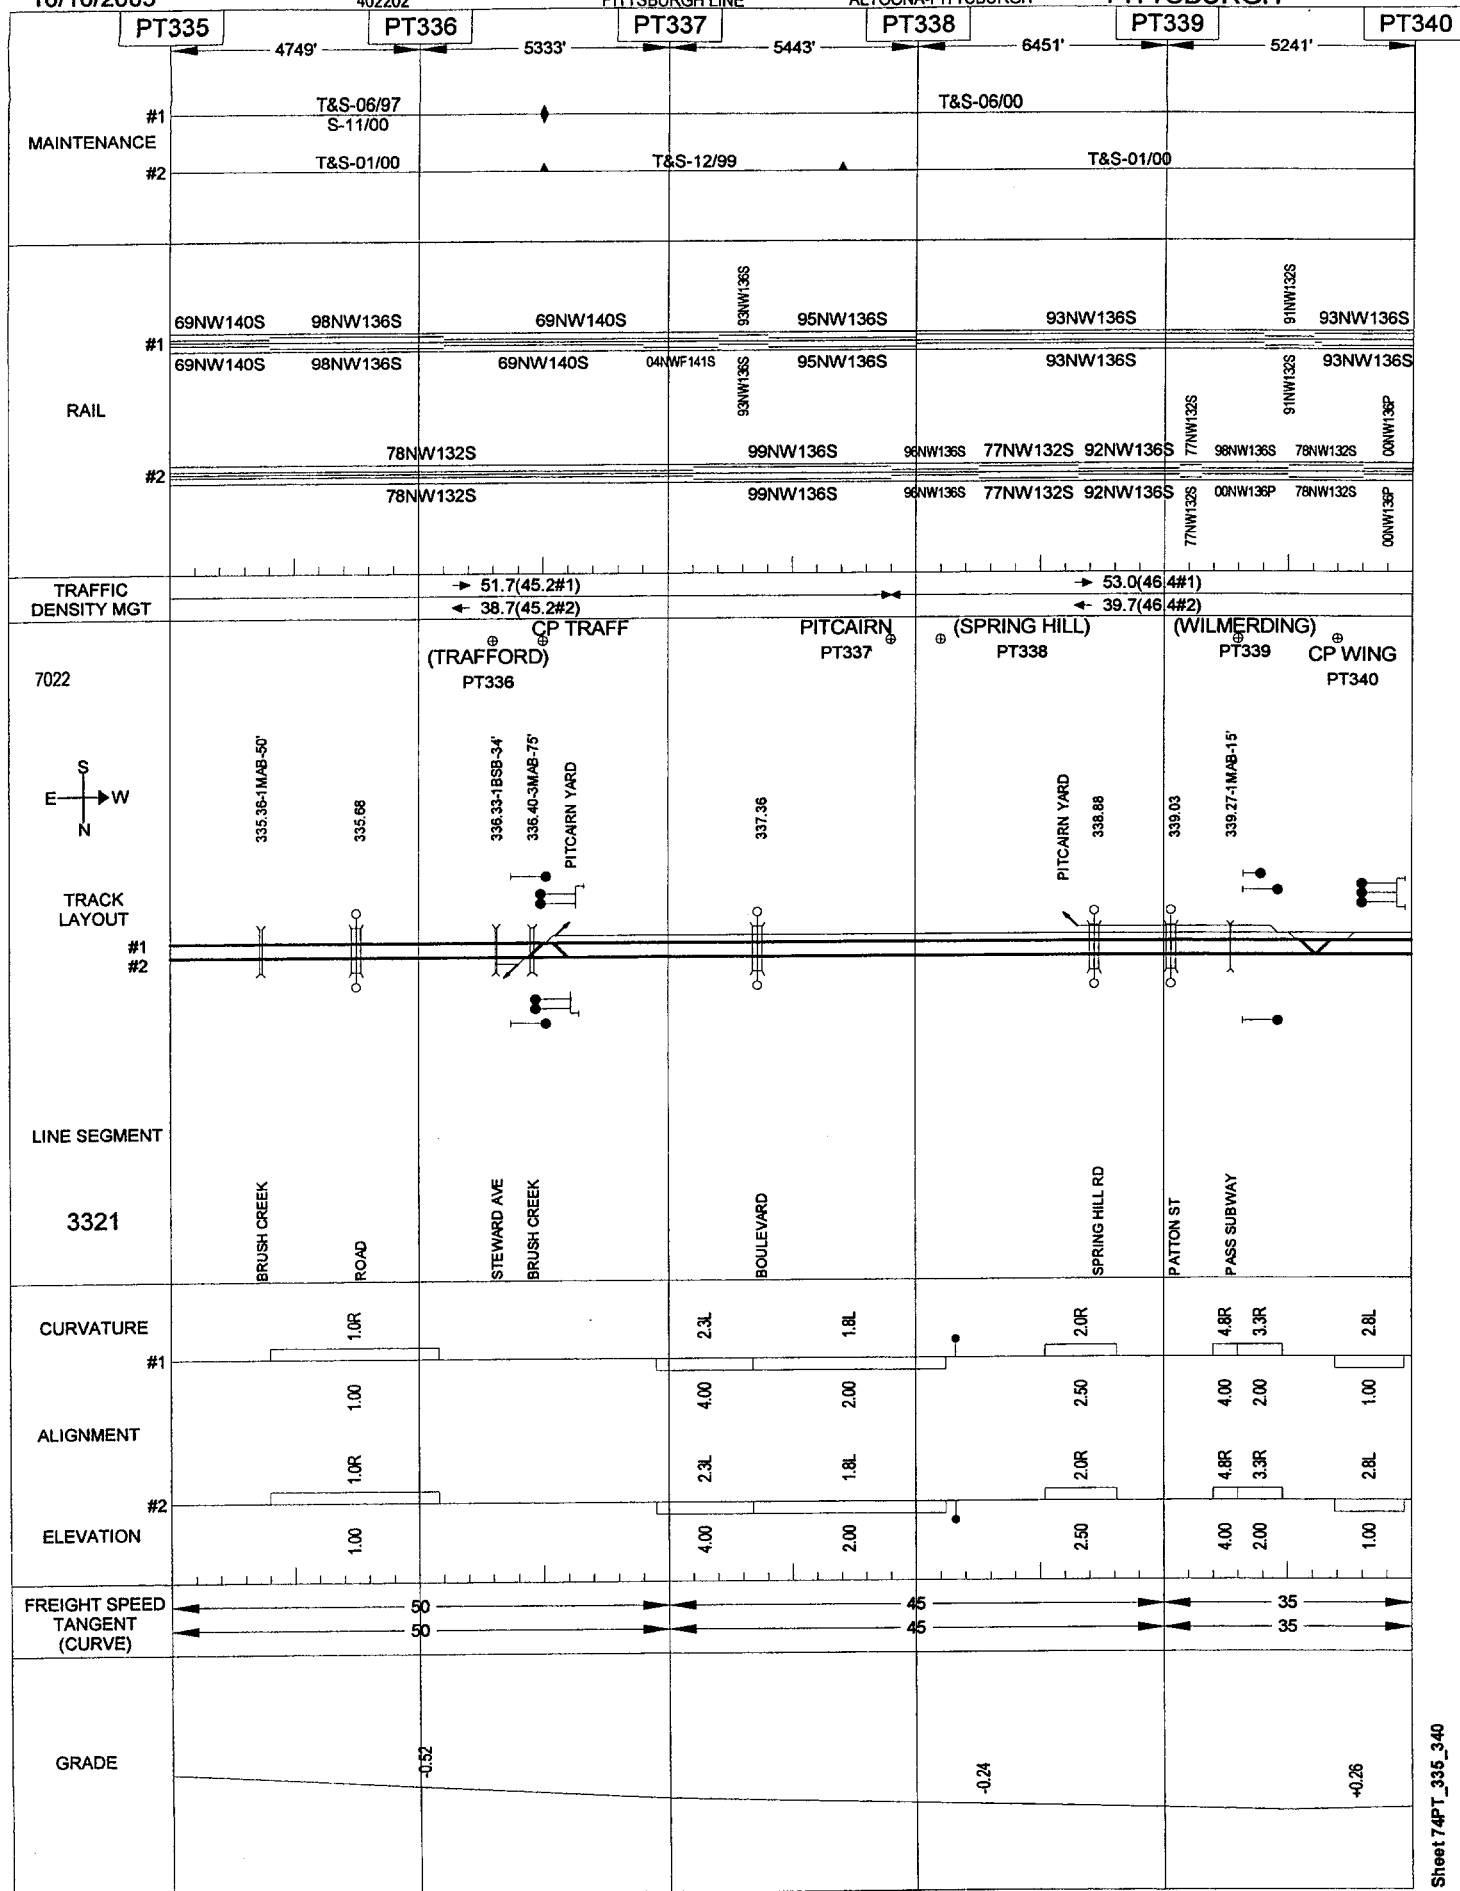 402202 PITTSBURGH LINE
PT335 PT336 PT337 PT338 PT339 PT340
4749' 5333' 5443' 6451' 5241'
T&S-06/97 T&S-06/00
#1
S-11/00
MAINTENANCE
T&S-01/00 T&S-12/99 T&S-01/00
#2
93NW136S 91NW132S
69NW140S 98NW136S 69NW140S 95NW136S 93NW136S 93NW136S
#1
69NW140S 98NW136S 69NW140S 04NWF141S 95NW136S 93NW136S 93NW136S
93NW136S 91NW132S
RAIL
77NW132S 00NW136P
78NW132S 99NW136S 96NW136S 77NW132S 92NW136S 98NW136S 78NW132S
#2
78NW132S 99NW136S 96NW136S 77NW132S 92NW136S 00NW136P 78NW132S
77NW132S 00NW136P
TRAFFIC
DENSITY MGT
51.7(45.2#1) 53.0(46.4#1)
38.7(45.2#2) 39.7(46.4#2)
CP TRAFF PITCAIRN (SPRING HILL) (WILMERDING)
(TRAFFORD) PT337 PT338 PT339 CP WING
PT336 PT340
7022
335.36-1MAB-50' 335.68 336.33-1BSB-34' 336.40-3MAB-75' PITCAIRN YARD 337.36 PITCAIRN YARD 338.88 339.03 339.27-1MAB-15'
S
E W
N
TRACK
LAYOUT
#1
#2
LINE SEGMENT
3321
BRUSH CREEK ROAD STEWARD AVE BRUSH CREEK BOULEVARD SPRING HILL RD PATTON ST PASS SUBWAY
CURVATURE
1.0R 2.3L 1.8L 2.0R 4.8R 3.3R 2.8L
#1
1.00 4.00 2.00 2.50 4.00 2.00 1.00
ALIGNMENT
1.0R 2.3L 1.8L 2.0R 4.8R 3.3R 2.8L
#2
ELEVATION
1.00 4.00 2.00 2.50 4.00 2.00 1.00
FREIGHT SPEED
TANGENT
(CURVE)
50 45 35
50 45 35
GRADE
-0.52 -0.24 +0.26
Sheet 74PT_335_340